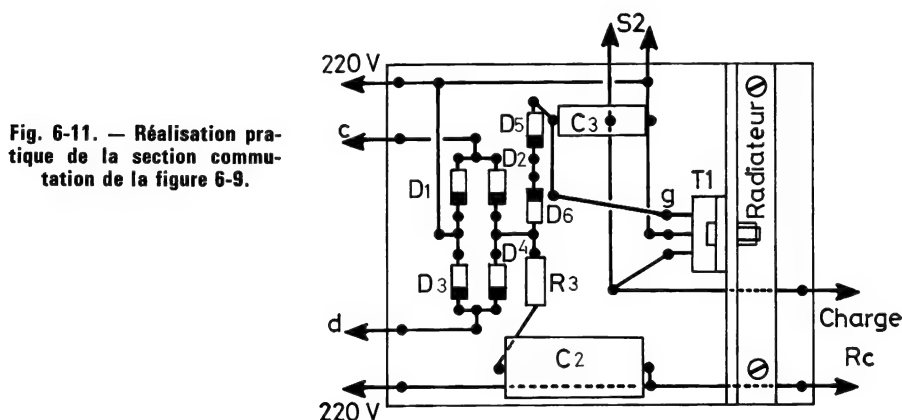 Fig. 6-11. — Réalisation pra-
tique de la section commu-
tation de la figure 6-9.
S2
220 V
c
D5
C3
D2
D1
T1
Radiateur
g
D6
D4
D3
R3
d
Charge
C2
Rc
220 V